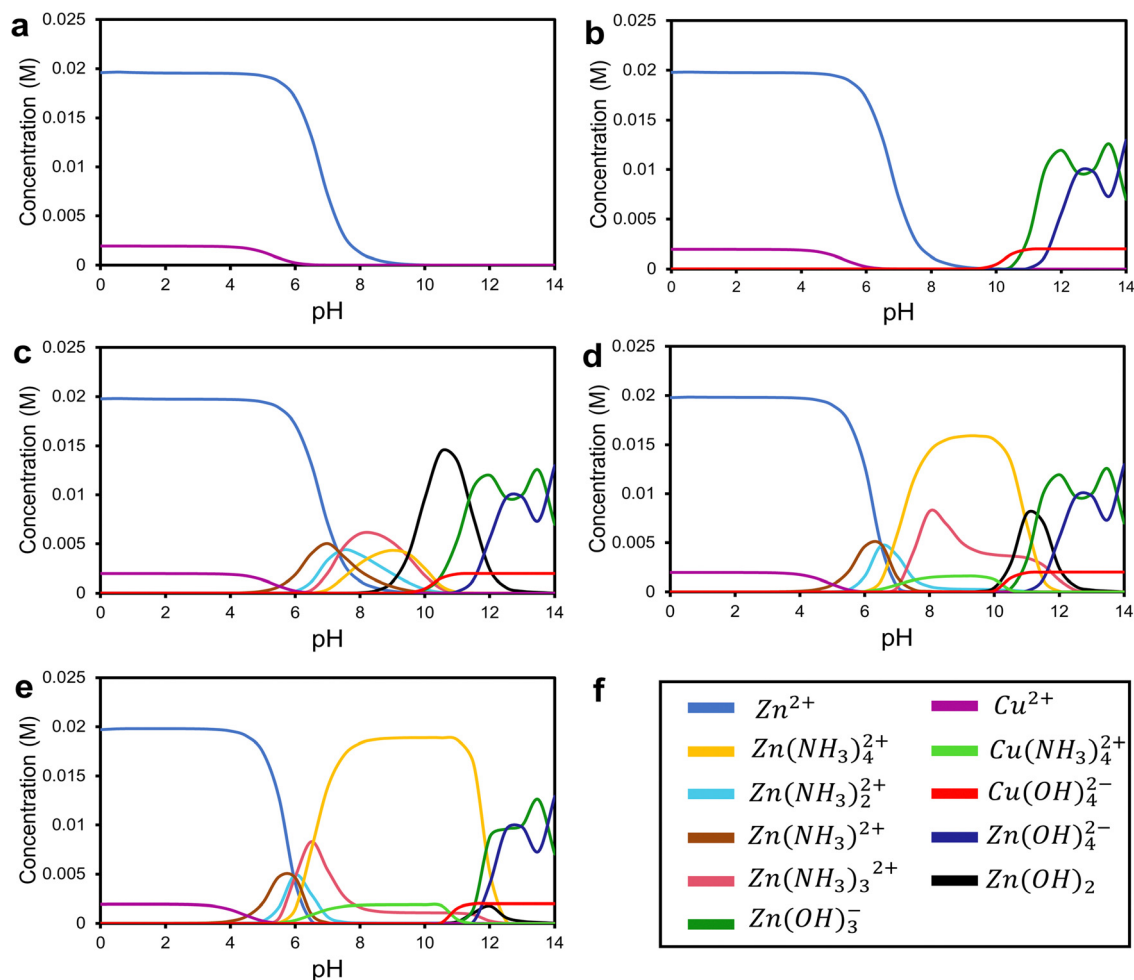 a
0.025
0.02
0.015
0.01
0.005
0
Concentration (M)
0 2 4 6 8 10 12 14
pH
b
0.025
0.02
0.015
0.01
0.005
0
Concentration (M)
0 2 4 6 8 10 12 14
pH
c
0.025
0.02
0.015
0.01
0.005
0
Concentration (M)
0 2 4 6 8 10 12 14
pH
d
0.025
0.02
0.015
0.01
0.005
0
Concentration (M)
0 2 4 6 8 10 12 14
pH
e
0.025
0.02
0.015
0.01
0.005
0
Concentration (M)
0 2 4 6 8 10 12 14
pH
f
Zn²⁺
Zn(NH₃)₄²⁺
Zn(NH₃)₂²⁺
Zn(NH₃)²⁺
Zn(NH₃)₃²⁺
Zn(OH)₃⁻
Cu²⁺
Cu(NH₃)₄²⁺
Cu(OH)₄²⁻
Zn(OH)₄²⁻
Zn(OH)₂